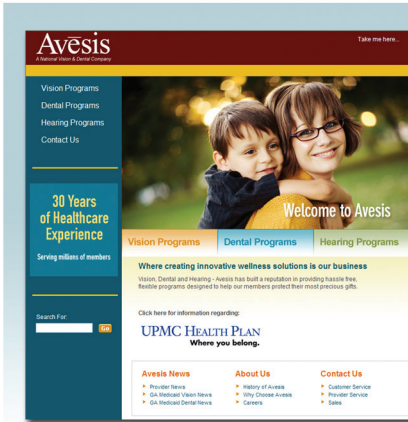 Avēsis
A National Vision & Dental Company
Take me here...
Vision Programs
Dental Programs
Hearing Programs
Contact Us
30 Years
of Healthcare
Experience
Serving millions of members
Search For:
Go
Welcome to Avesis
Vision Programs
Dental Programs
Hearing Programs
Where creating innovative wellness solutions is our business
Vision, Dental and Hearing - Avesis has built a reputation in providing hassle free,
flexible programs designed to help our members protect their most precious gifts.
Click here for information regarding:
UPMC HEALTH PLAN
Where you belong.
Avesis News
Provider News
GA Medicaid Vision News
GA Medicaid Dental News
About Us
History of Avesis
Why Choose Avesis
Careers
Contact Us
Customer Service
Provider Service
Sales